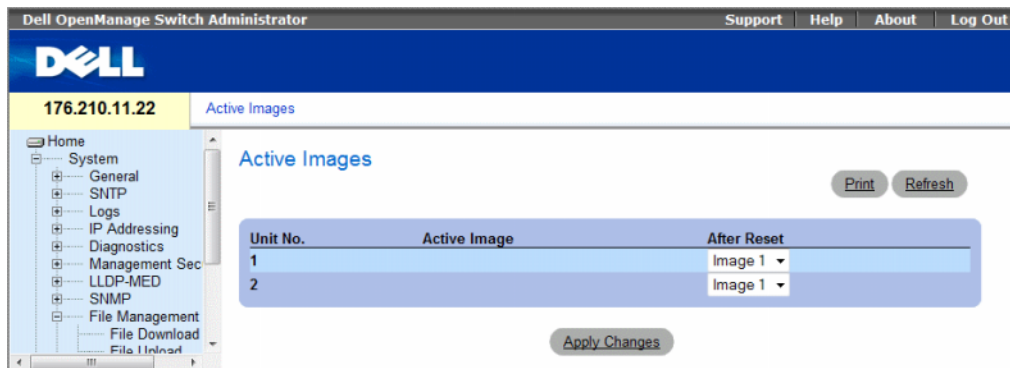 Dell OpenManage Switch Administrator
Support Help About Log Out
DELL
176.210.11.22
Active Images
Home
System
General
SNTP
Logs
IP Addressing
Diagnostics
Management Sec
LLDP-MED
SNMP
File Management
File Download
File Upload
Active Images
Print Refresh
Unit No. Active Image After Reset
1 Image 1
2 Image 1
Apply Changes